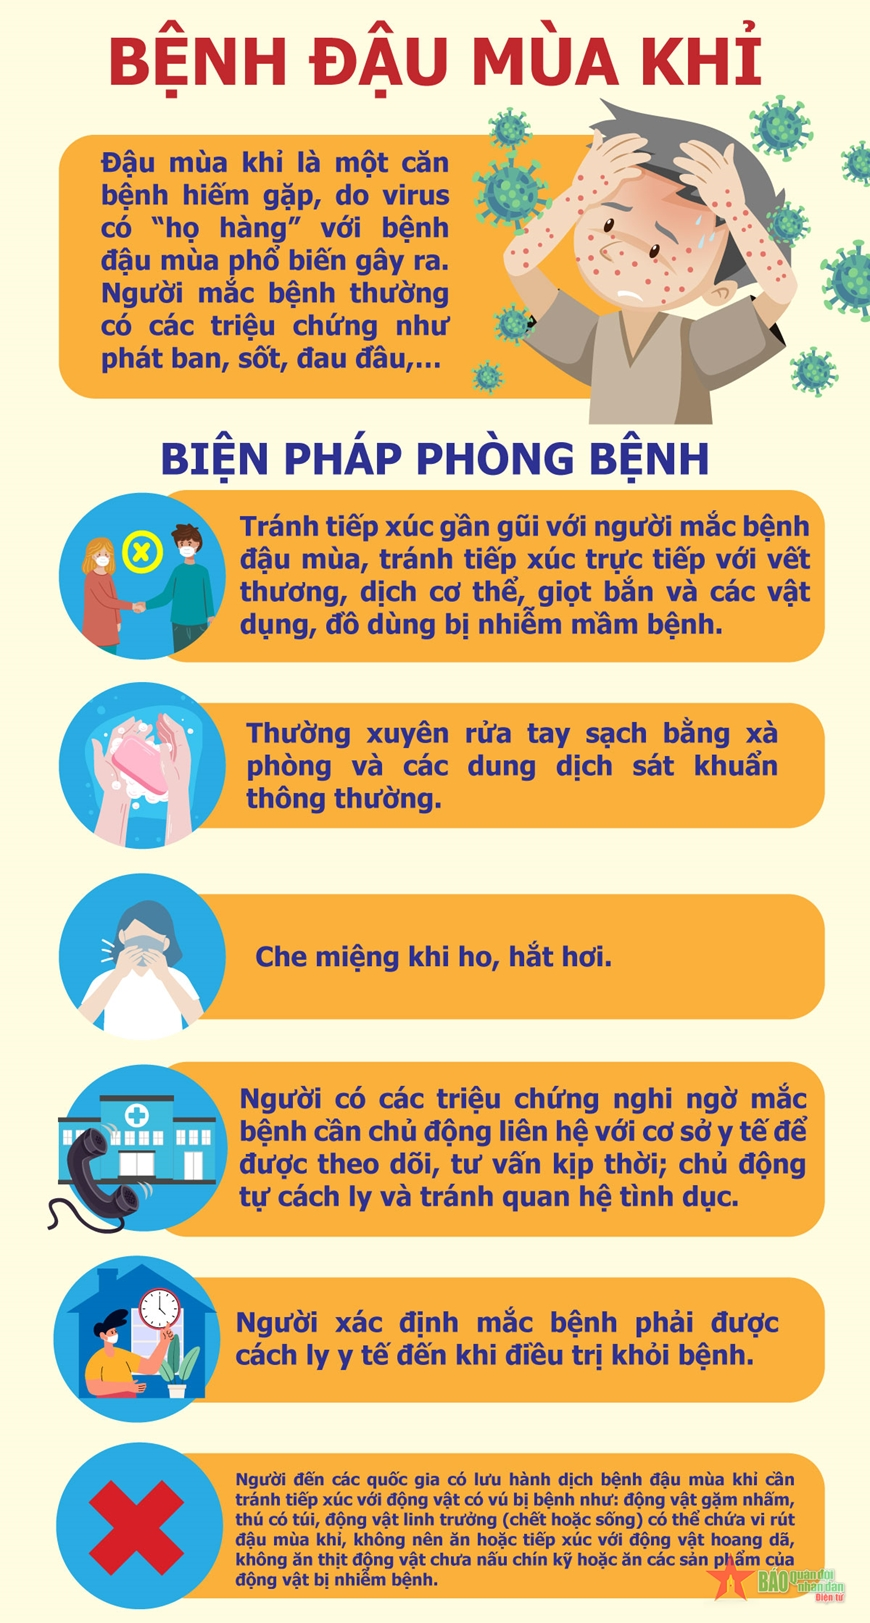 BỆNH ĐẬU MÙA KHỈ
Đậu mùa khỉ là một căn
bệnh hiếm gặp, do virus
có “họ hàng” với bệnh
đậu mùa phổ biến gây ra.
Người mắc bệnh thường
có các triệu chứng như
phát ban, sốt, đau đầu,...
BIỆN PHÁP PHÒNG BỆNH
Tránh tiếp xúc gần gũi với người mắc bệnh
đậu mùa, tránh tiếp xúc trực tiếp với vết
thương, dịch cơ thể, giọt bắn và các vật
dụng, đồ dùng bị nhiễm mầm bệnh.
Thường xuyên rửa tay sạch bằng xà
phòng và các dung dịch sát khuẩn
thông thường.
Che miệng khi ho, hắt hơi.
Người có các triệu chứng nghi ngờ mắc
bệnh cần chủ động liên hệ với cơ sở y tế để
được theo dõi, tư vấn kịp thời; chủ động
tự cách ly và tránh quan hệ tình dục.
Người xác định mắc bệnh phải được
cách ly y tế đến khi điều trị khỏi bệnh.
Người đến các quốc gia có lưu hành dịch bệnh đậu mùa khỉ cần
tránh tiếp xúc với động vật có vú bị bệnh như: động vật gặm nhấm,
thú có túi, động vật linh trưởng (chết hoặc sống) có thể chứa vi rút
đậu mùa khỉ, không nên ăn hoặc tiếp xúc với động vật hoang dã,
không ăn thịt động vật chưa nấu chín kỹ hoặc ăn các sản phẩm của
động vật bị nhiễm bệnh.
BÁO Quân đội nhân dân
Điện tử